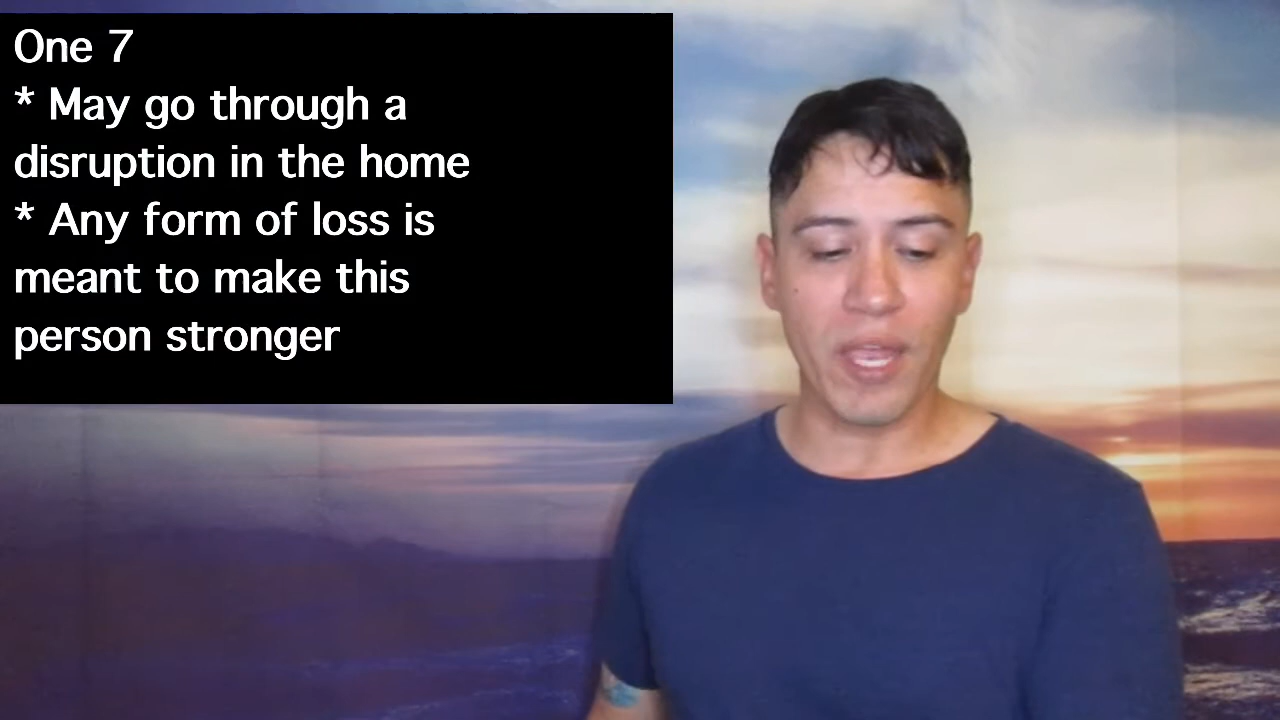 One 7
* May go through a
disruption in the home
* Any form of loss is
meant to make this
person stronger